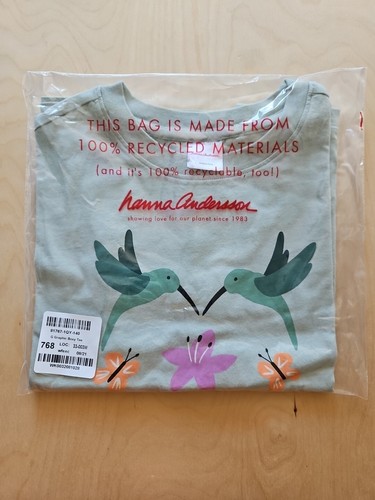 THIS BAG IS MADE FROM
100% RECYCLED MATERIALS
(and it's 100% recyclable, too!)
hanna andersson
showing love for our planet since 1983
768 LOC: